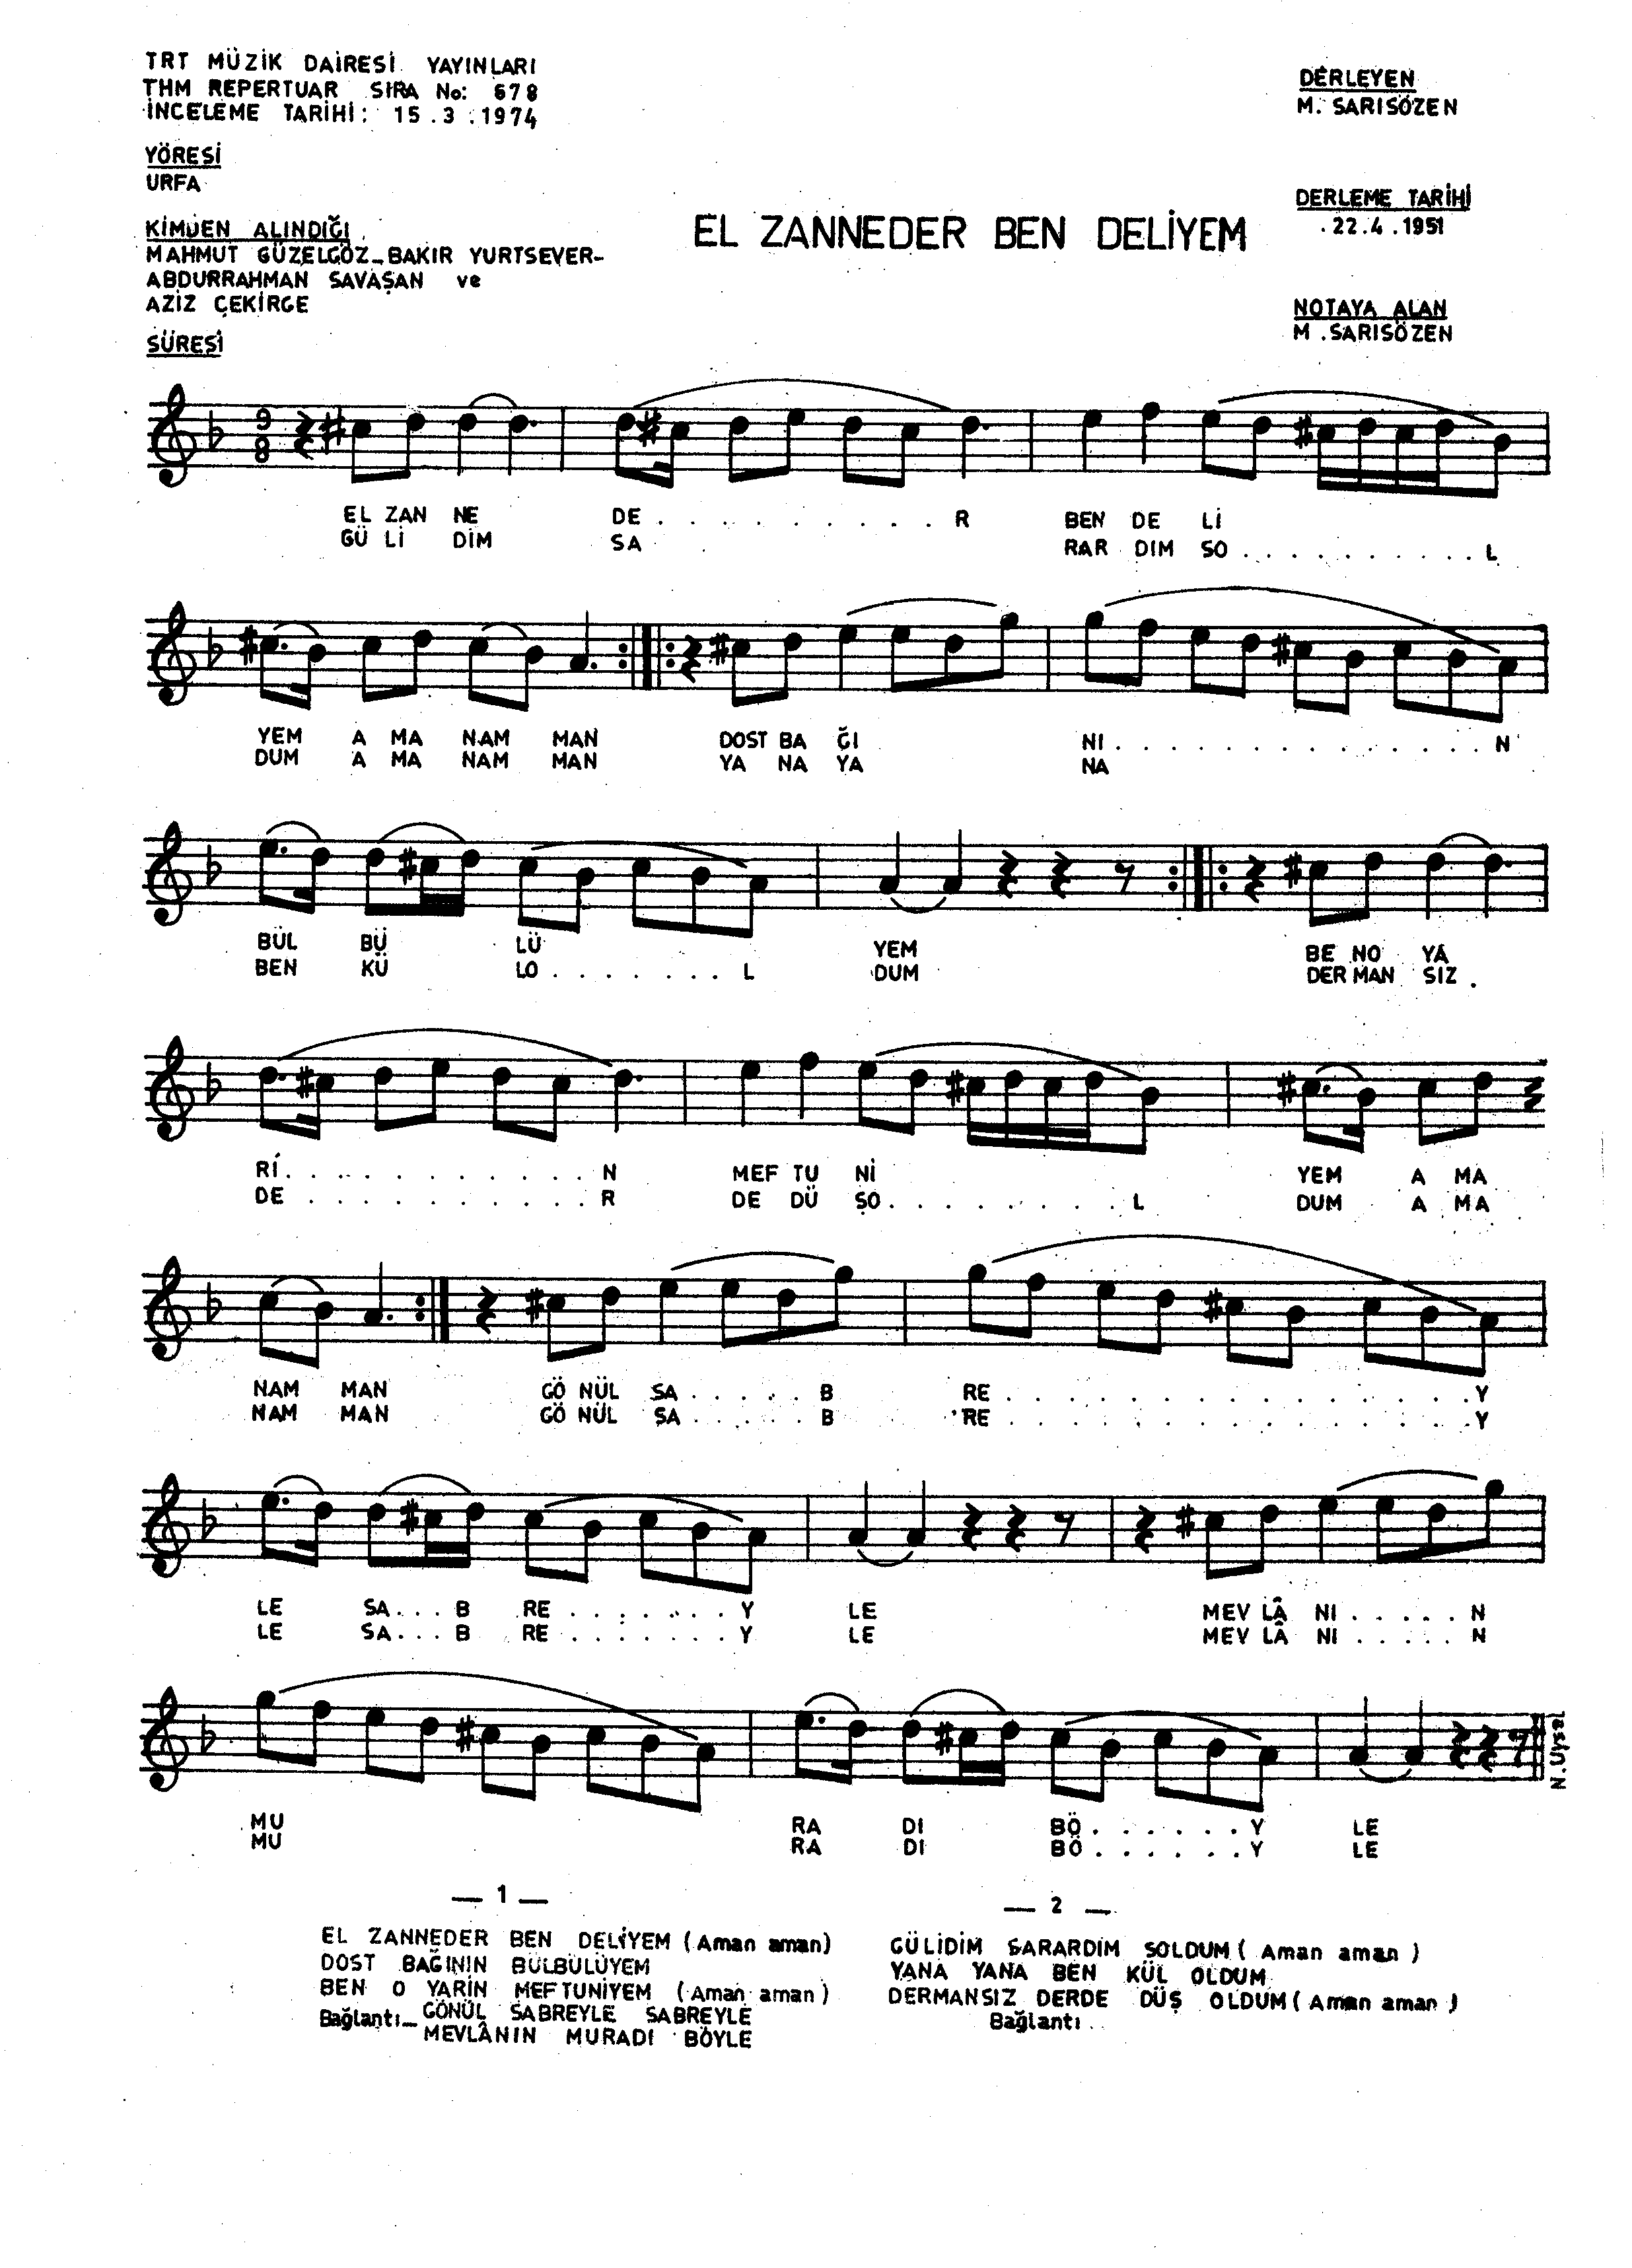 TRT MÜZİK DAİRESİ YAYINLARI
THM REPERTUAR SIRA No: 678
İNCELEME TARİHİ: 15.3.1974
DERLEYEN
M. SARISÖZEN
YÖRESİ
URFA
DERLEME TARİHİ
22.4.1951
KİMDEN ALINDIĞI
MAHMUT GÜZELGÖZ-BAKIR YURTSEVER-
ABDURRAHMAN SAVAŞAN ve
AZİZ ÇEKİRGE
EL ZANNEDER BEN DELİYEM
NOTAYA ALAN
M.SARISÖZEN
SÜRESİ
9
8
EL ZAN NE DE . . . . . . . . . R BEN DE Lİ
GÜ Lİ DİM SA RAR DIM SO . . . . . . . . . L
YEM A MA NAM MAN DOST BA ĞI NI . . . . . . . . . . . . . . N
DUM A MA NAM MAN YA NA YA NA
BÜL BÜ LÜ YEM BE NO YA
BEN KÜ LO . . . . . . . L DUM DER MAN SIZ .
Rİ . . . . . . . . . . . . N MEF TU Nİ YEM A MA
DE . . . . . . . . . . . R DE DÜ ŞO . . . . . . . . L DUM A MA
NAM MAN GÖ NÜL SA . . . . . B RE . . . . . . . . . . . . . Y
NAM MAN GÖ NÜL SA . . . . . B RE . . . . . . . . . . . . . Y
LE SA . . . B RE . . . . . . . Y LE MEV LÂ NI . . . . . N
LE SA . . . B RE . . . . . . . Y LE MEV LÂ NI . . . . . N
MU RA DI BÖ . . . . . . Y LE
MU RA DI BÖ . . . . . . Y LE
N.Uysal
— 1 —
EL ZANNEDER BEN DELİYEM (Aman aman)
DOST BAĞININ BÜLBÜLÜYEM
BEN O YARİN MEFTUNİYEM (Aman aman)
Bağlantı— GÖNÜL SABREYLE SABREYLE
MEVLÂNIN MURADI BÖYLE
— 2 —
GÜLİDİM SARARDIM SOLDUM ( Aman aman )
YANA YANA BEN KÜL OLDUM
DERMANSIZ DERDE DÜŞ OLDUM ( Aman aman )
Bağlantı